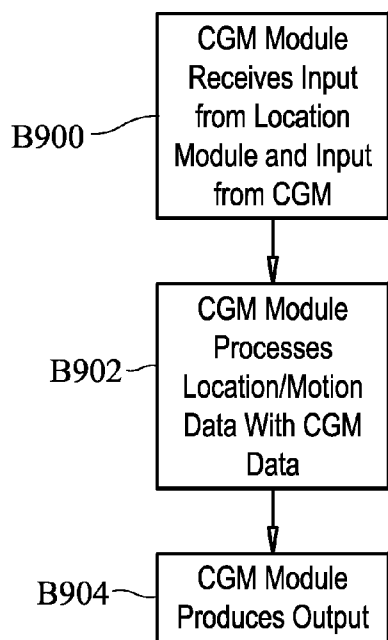 CGM Module
Receives Input
from Location
Module and Input
from CGM
B900
CGM Module
Processes
Location/Motion
Data With CGM
Data
B902
CGM Module
Produces Output
B904